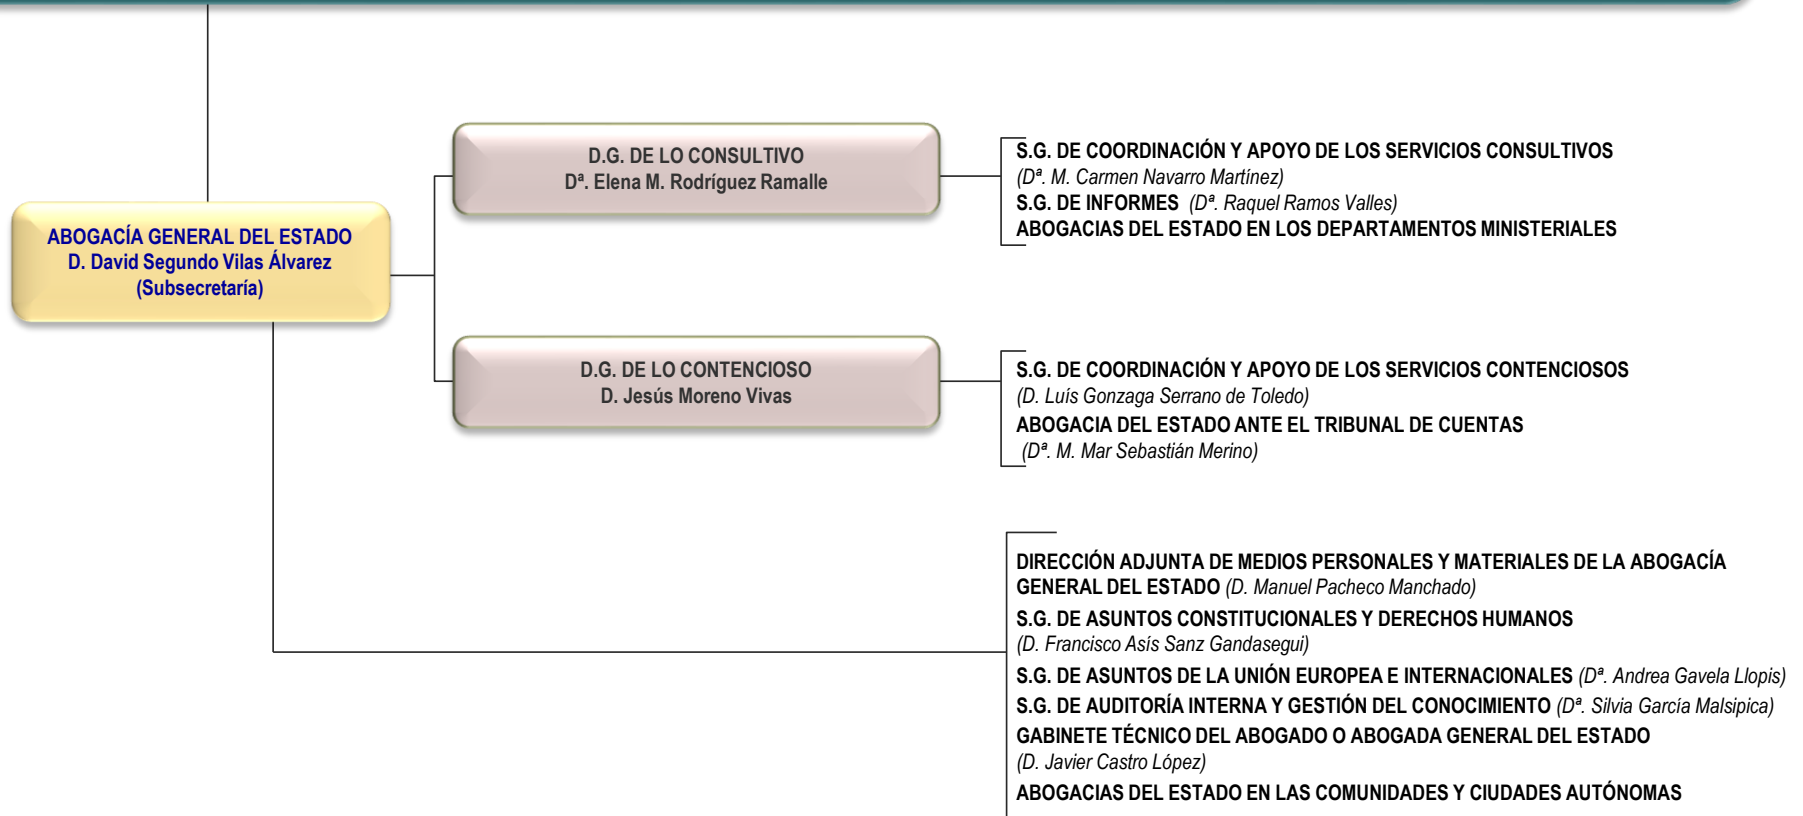 ABOGACÍA GENERAL DEL ESTADO
D. David Segundo Vilas Álvarez
(Subsecretaría)
D.G. DE LO CONSULTIVO
Dª. Elena M. Rodríguez Ramalle
S.G. DE COORDINACIÓN Y APOYO DE LOS SERVICIOS CONSULTIVOS
(Dª. M. Carmen Navarro Martínez)
S.G. DE INFORMES (Dª. Raquel Ramos Valles)
ABOGACIAS DEL ESTADO EN LOS DEPARTAMENTOS MINISTERIALES
D.G. DE LO CONTENCIOSO
D. Jesús Moreno Vivas
S.G. DE COORDINACIÓN Y APOYO DE LOS SERVICIOS CONTENCIOSOS
(D. Luís Gonzaga Serrano de Toledo)
ABOGACIA DEL ESTADO ANTE EL TRIBUNAL DE CUENTAS
(Dª. M. Mar Sebastián Merino)
DIRECCIÓN ADJUNTA DE MEDIOS PERSONALES Y MATERIALES DE LA ABOGACÍA
GENERAL DEL ESTADO (D. Manuel Pacheco Manchado)
S.G. DE ASUNTOS CONSTITUCIONALES Y DERECHOS HUMANOS
(D. Francisco Asís Sanz Gandasegui)
S.G. DE ASUNTOS DE LA UNIÓN EUROPEA E INTERNACIONALES (Dª. Andrea Gavela Llopis)
S.G. DE AUDITORÍA INTERNA Y GESTIÓN DEL CONOCIMIENTO (Dª. Silvia García Malsipica)
GABINETE TÉCNICO DEL ABOGADO O ABOGADA GENERAL DEL ESTADO
(D. Javier Castro López)
ABOGACIAS DEL ESTADO EN LAS COMUNIDADES Y CIUDADES AUTÓNOMAS